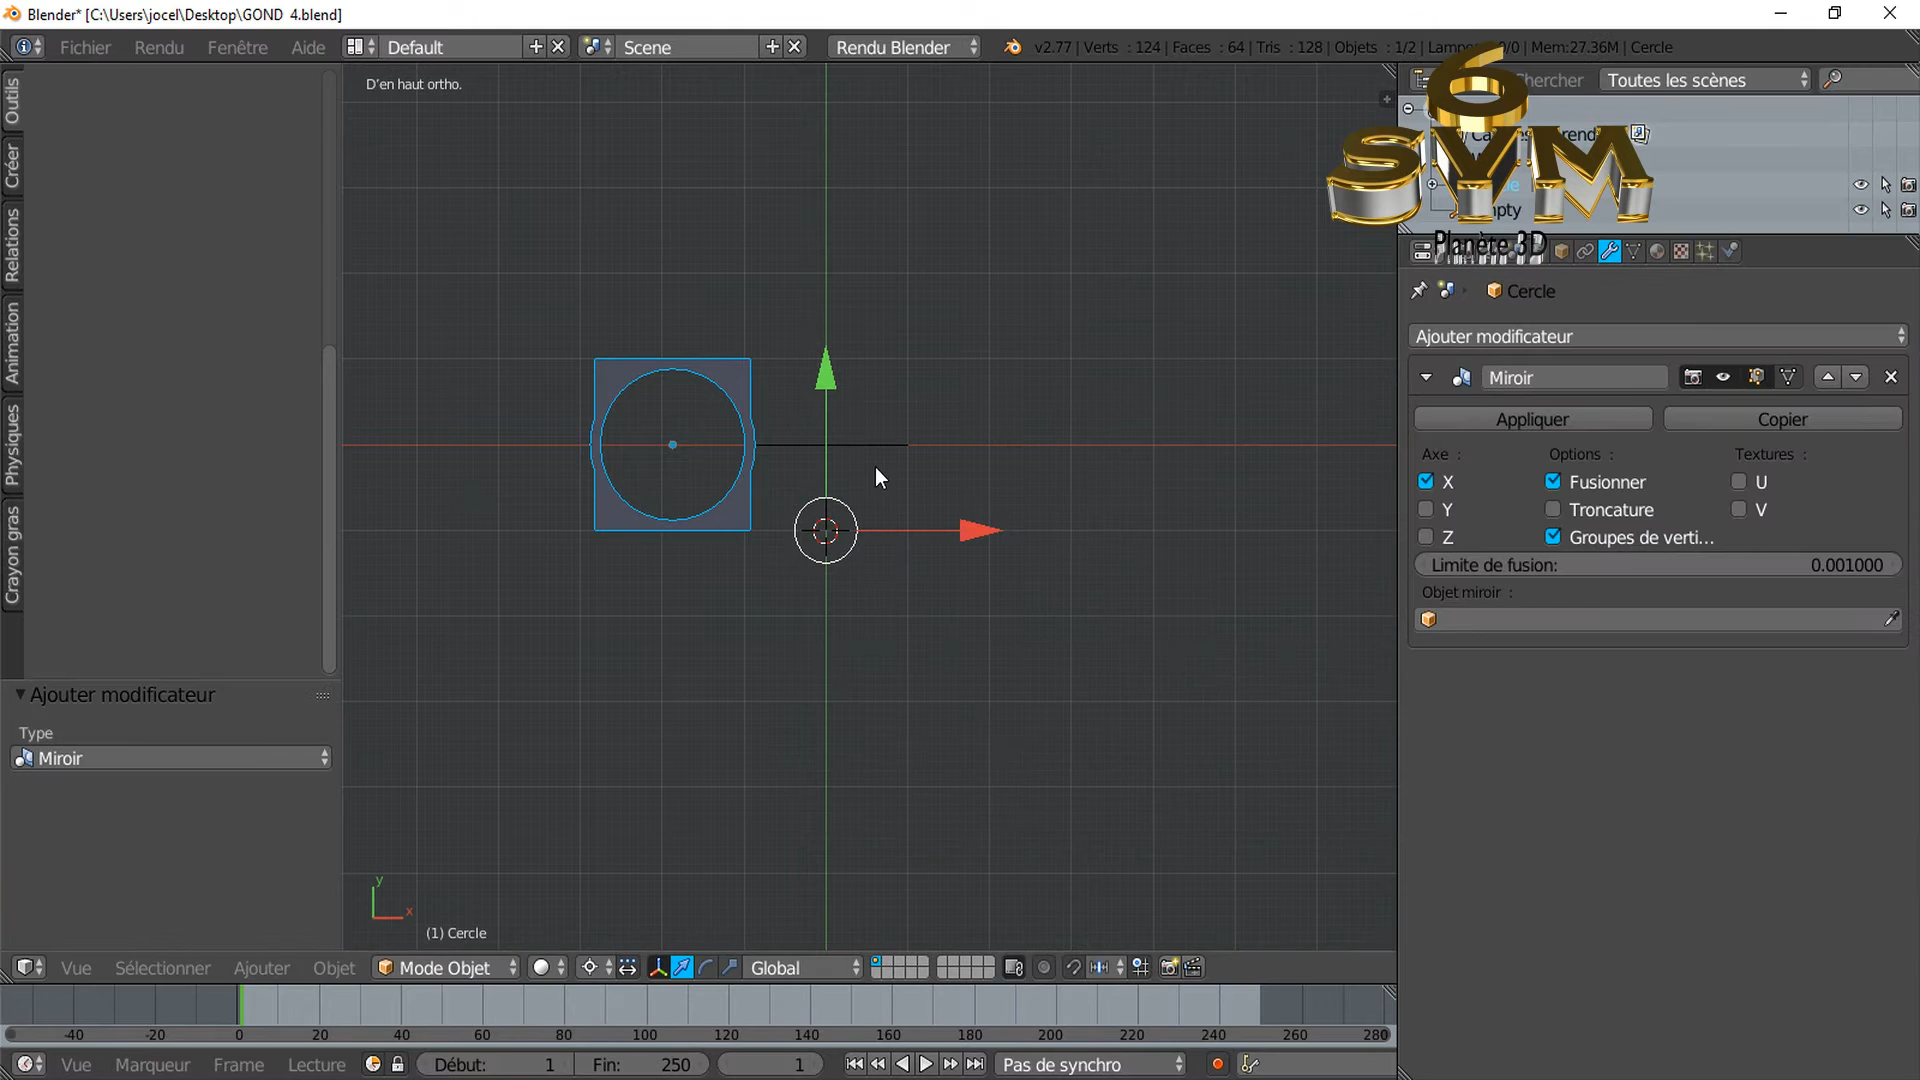 Blender* [C:\Users\jocel\Desktop\GOND 4.blend]
Fichier Rendu Fenêtre Aide Default Scene Rendu Blender v2.77 | Verts : 124 | Faces : 64 | Tris : 128 | Objets : 1/2 | Lampes : 0/0 | Mem:27.36M | Cercle
D'en haut ortho.
Chercher Toutes les scènes
6
SYM
Planète 3D
Outils
Créer
Relations
Animation
Physiques
Crayon gras
Cercle
Ajouter modificateur
Miroir
Appliquer Copier
Axe : Options : Textures :
X Fusionner U
Y Troncature V
Z Groupes de verti...
Limite de fusion: 0.001000
Objet miroir :
Ajouter modificateur
Type
Miroir
y
x
(1) Cercle
Vue Sélectionner Ajouter Objet Mode Objet Global
-40 -20 0 20 40 60 80 100 120 140 160 180 200 220 240 260 280
Vue Marqueur Frame Lecture Début: 1 Fin: 250 1 Pas de synchro